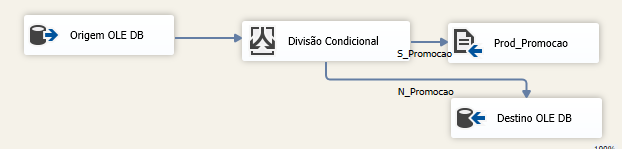 Origem OLE DB
Divisão Condicional
Prod_Promocao
S_Promocao
N_Promocao
Destino OLE DB